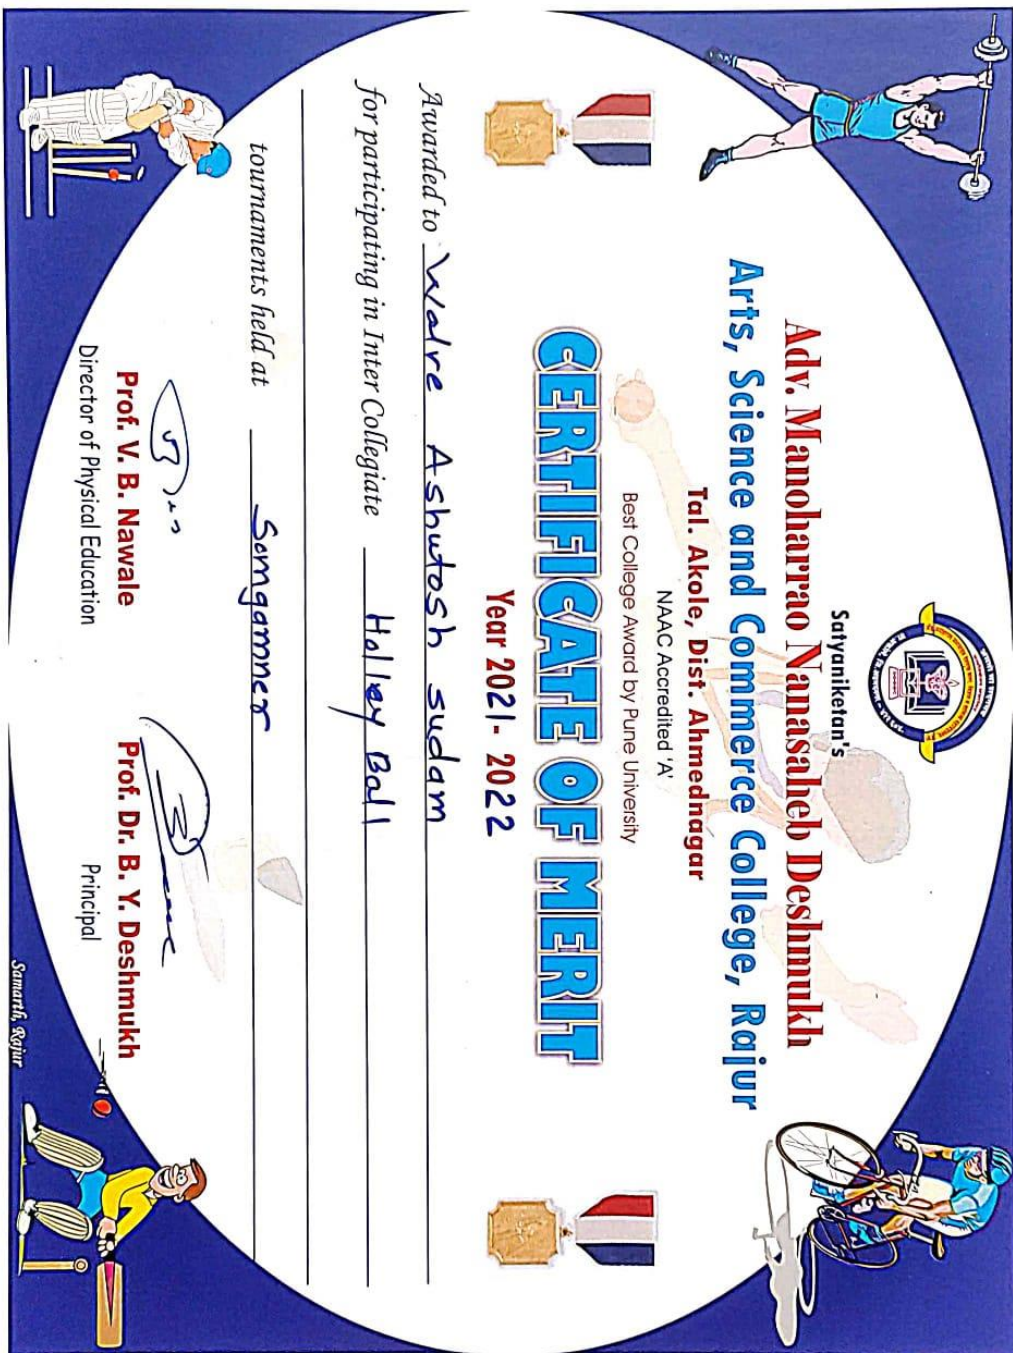 Satyaniketan's
Adv. Manoharrao Nanasaheb Deshmukh
Arts, Science and Commerce College, Rajur
Tal. Akole, Dist. Ahmednagar
NAAC Accredited 'A'
Best College Award by Pune University
CERTIFICATE OF MERIT
Year 2021- 2022
Awarded to Walre Ashutosh sudam
for participating in Inter Collegiate Holley Ball
tournaments held at Somgamner
Prof. V. B. Nawale
Director of Physical Education
Prof. Dr. B. Y. Deshmukh
Principal
Samarth, Rajur